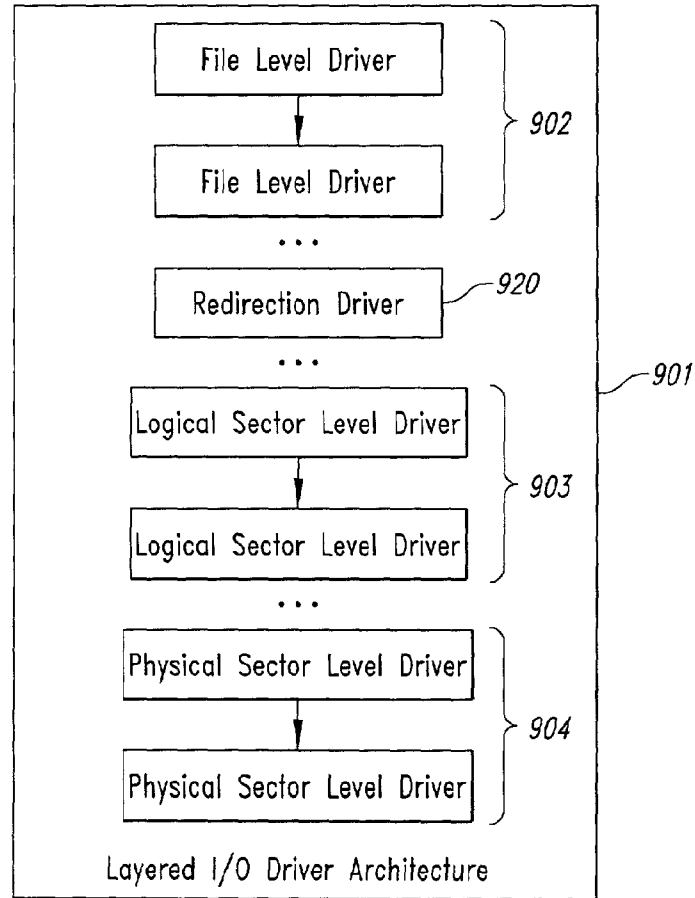 File Level Driver
902
File Level Driver
...
Redirection Driver
920
...
901
Logical Sector Level Driver
903
Logical Sector Level Driver
...
Physical Sector Level Driver
904
Physical Sector Level Driver
Layered I/O Driver Architecture